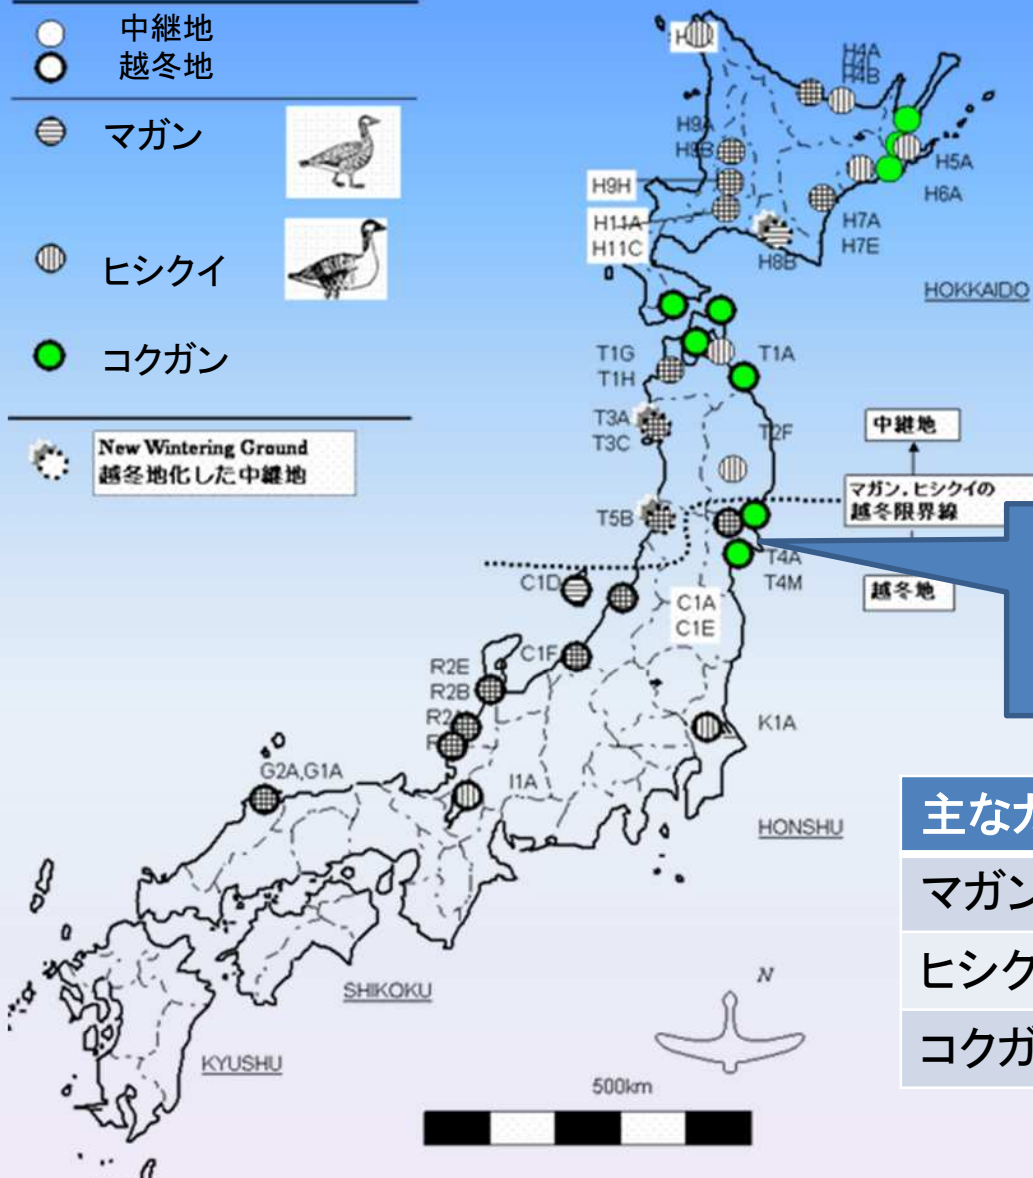 中継地
越冬地
マガン
ヒシクイ
コクガン
New Wintering Ground
越冬地化した中継地
H4A
H4B
H9A
H9B
H9H
H11A
H11C
H5A
H6A
H7A
H7E
H8B
HOKKAIDO
T1G
T1H
T1A
T3A
T3C
T2F
中継地
マガン,ヒシクイの
越冬限界線
T5B
T4A
T4M
越冬地
C1D
C1A
C1E
C1F
R2E
R2B
K1A
G2A,G1A
I1A
HONSHU
主な
マガン
ヒシク
コクガ
SHIKOKU
N
KYUSHU
500km